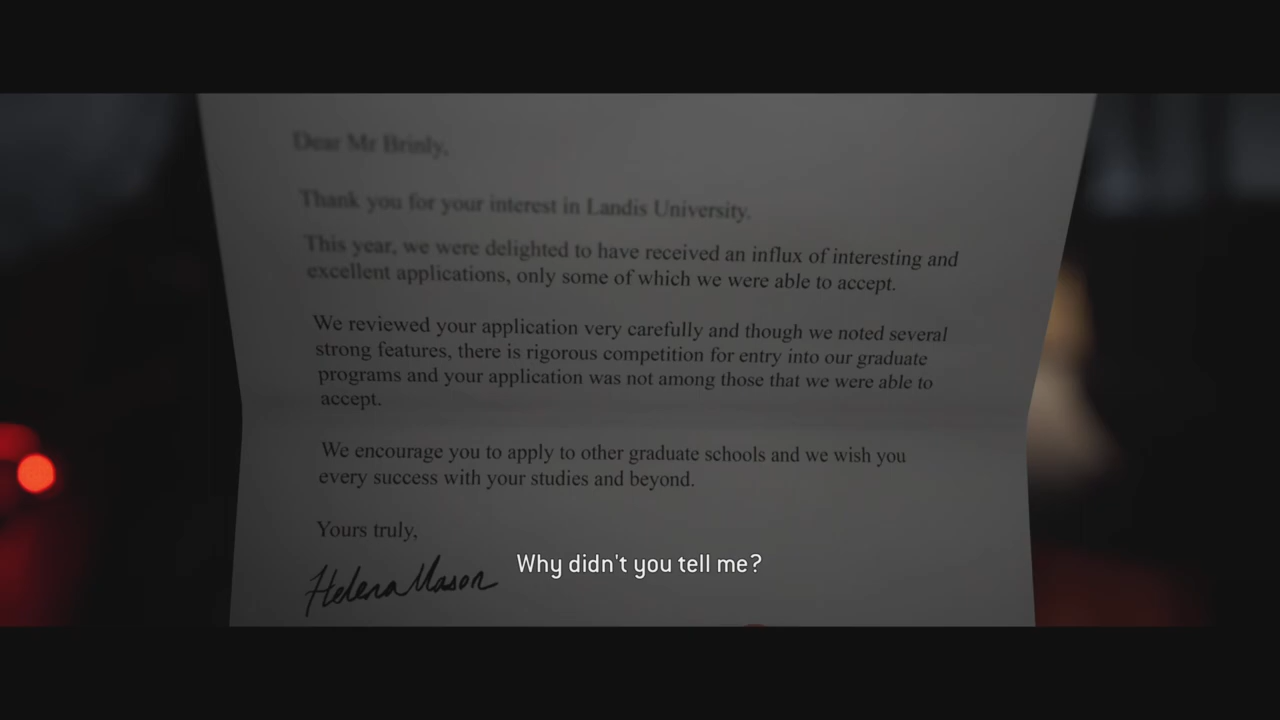 Dear Mr Brinly,
Thank you for your interest in Landis University.
This year, we were delighted to have received an influx of interesting and
excellent applications, only some of which we were able to accept.
We reviewed your application very carefully and though we noted several
strong features, there is rigorous competition for entry into our graduate
programs and your application was not among those that we were able to
accept.
We encourage you to apply to other graduate schools and we wish you
every success with your studies and beyond.
Yours truly,
Helena Mason
Why didn't you tell me?